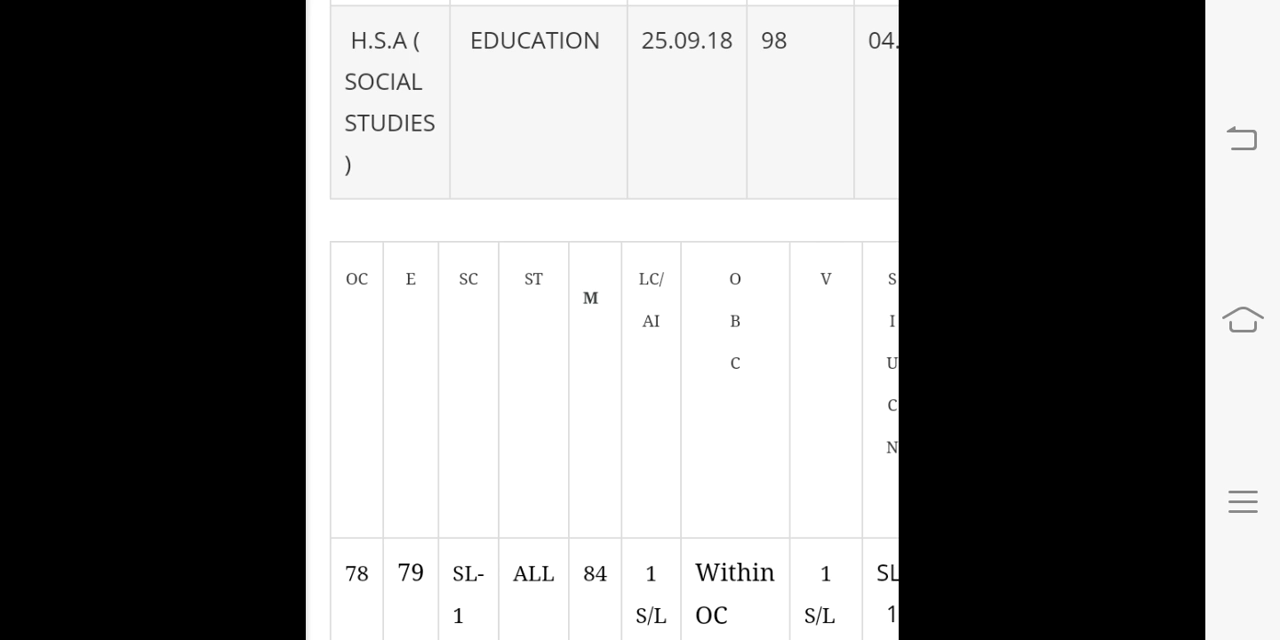 H.S.A ( EDUCATION 25.09.18 98 04.
SOCIAL
STUDIES
)
OC E SC ST M LC/ O V S
AI B I
C U
C
N
78 79 SL- ALL 84 1 Within 1 SL
1 S/L OC S/L 1